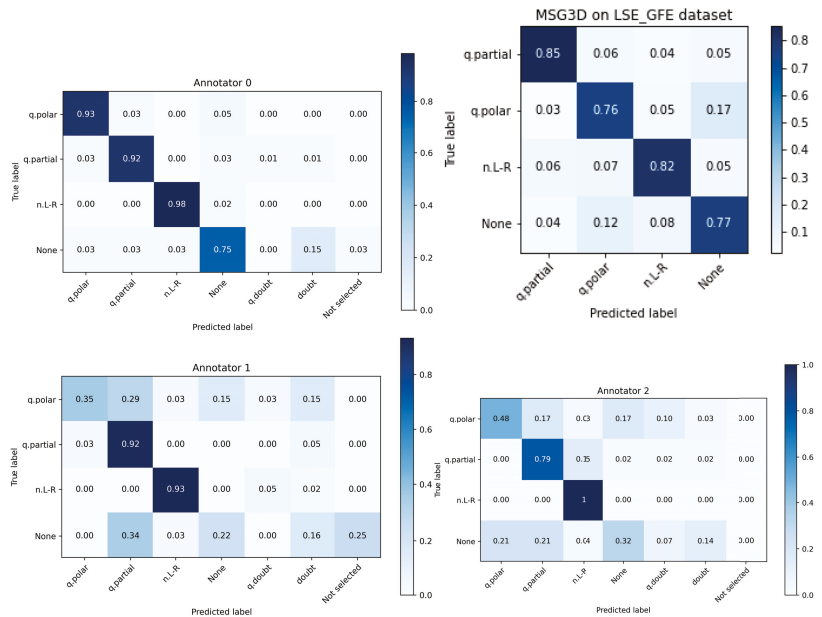 Annotator 0
q.polar 0.93 0.03 0.00 0.05 0.00 0.00 0.00
q.partial 0.03 0.92 0.00 0.03 0.01 0.01 0.00
n.L-R 0.00 0.00 0.98 0.02 0.00 0.00 0.00
None 0.03 0.03 0.03 0.75 0.00 0.15 0.03
q.polar q.partial n.L-R None q.doubt doubt Not selected
True label
Predicted label
0.8
0.6
0.4
0.2
0.0
MSG3D on LSE_GFE dataset
q.partial 0.85 0.06 0.04 0.05
q.polar 0.03 0.76 0.05 0.17
n.L-R 0.06 0.07 0.82 0.05
None 0.04 0.12 0.08 0.77
q.partial q.polar n.L-R None
True label
Predicted label
0.8
0.7
0.6
0.5
0.4
0.3
0.2
0.1
Annotator 1
q.polar 0.35 0.29 0.03 0.15 0.03 0.15 0.00
q.partial 0.03 0.92 0.00 0.00 0.00 0.05 0.00
n.L-R 0.00 0.00 0.93 0.00 0.05 0.02 0.00
None 0.00 0.34 0.03 0.22 0.00 0.16 0.25
q.polar q.partial n.L-R None q.doubt doubt Not selected
True label
Predicted label
0.8
0.6
0.4
0.2
0.0
Annotator 2
q.polar 0.48 0.17 0.03 0.17 0.10 0.03 0.00
q.partial 0.00 0.79 0.15 0.02 0.02 0.02 0.00
n.L-R 0.00 0.00 1 0.00 0.00 0.00 0.00
None 0.21 0.21 0.04 0.32 0.07 0.14 0.00
q.polar q.partial n.L-R None q.doubt doubt Not selected
True label
Predicted label
1.0
0.8
0.6
0.4
0.2
0.0